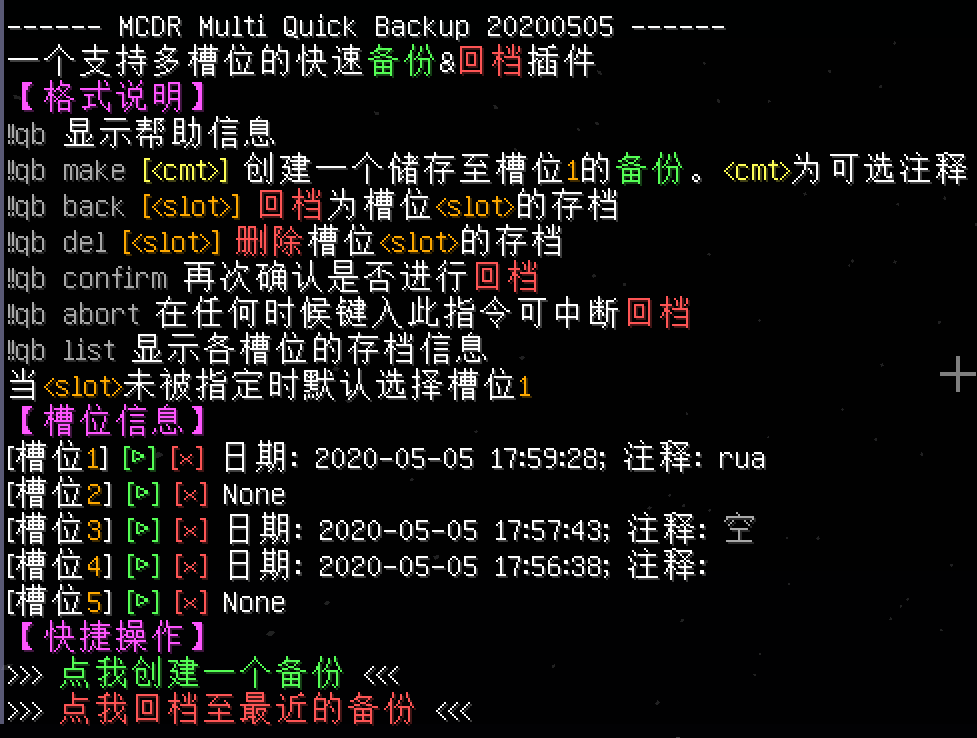 ------ MCDR Multi Quick Backup 20200505 ------
一个支持多槽位的快速备份&回档插件
【格式说明】
!!qb 显示帮助信息
!!qb make [<cmt>] 创建一个储存至槽位1的备份。<cmt>为可选注释
!!qb back [<slot>] 回档为槽位<slot>的存档
!!qb del [<slot>] 删除槽位<slot>的存档
!!qb confirm 再次确认是否进行回档
!!qb abort 在任何时候键入此指令可中断回档
!!qb list 显示各槽位的存档信息
当<slot>未被指定时默认选择槽位1
【槽位信息】
[槽位1] [▷] [×] 日期: 2020-05-05 17:59:28; 注释: rua
[槽位2] [▷] [×] None
[槽位3] [▷] [×] 日期: 2020-05-05 17:57:43; 注释: 空
[槽位4] [▷] [×] 日期: 2020-05-05 17:56:38; 注释:
[槽位5] [▷] [×] None
【快捷操作】
>>> 点我创建一个备份 <<<
>>> 点我回档至最近的备份 <<<